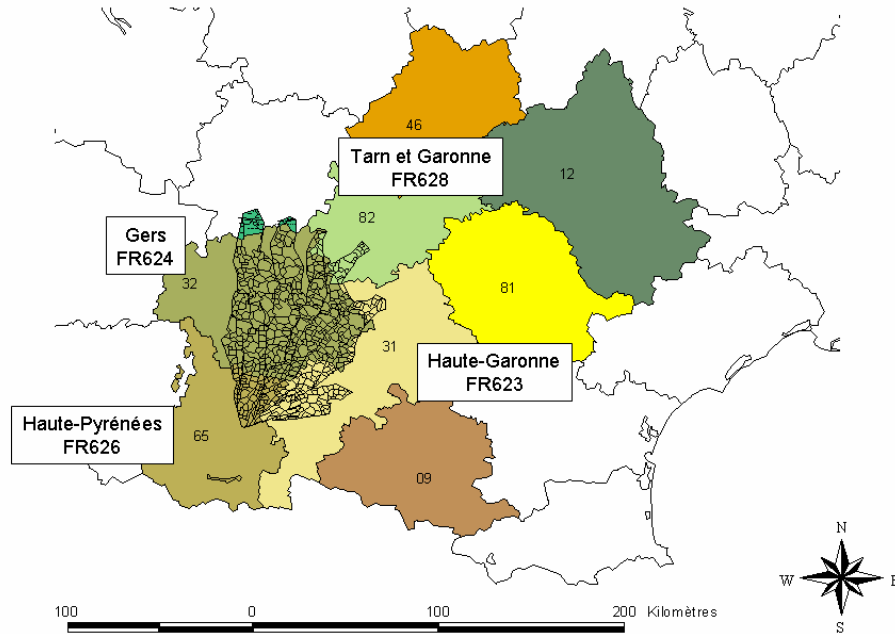 46
Tarn et Garonne
FR628
12
82
Gers
FR624
32
81
31
Haute-Garonne
FR623
Haute-Pyrénées
FR626
65
09
N
W
E
S
100
0
100
200
Kilomètres